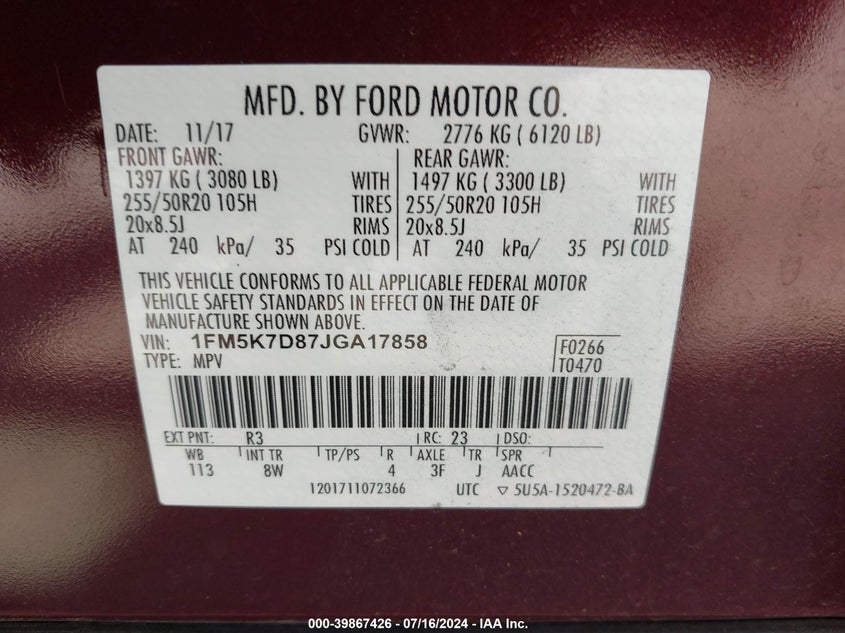 MFD. BY FORD MOTOR CO.
DATE: 11/17 GVWR: 2776 KG ( 6120 LB)
FRONT GAWR: REAR GAWR:
1397 KG ( 3080 LB) WITH 1497 KG ( 3300 LB) WITH
255/50R20 105H TIRES 255/50R20 105H TIRES
20x8.5J RIMS 20x8.5J RIMS
AT 240 kPa/ 35 PSI COLD AT 240 kPa/ 35 PSI COLD
THIS VEHICLE CONFORMS TO ALL APPLICABLE FEDERAL MOTOR
VEHICLE SAFETY STANDARDS IN EFFECT ON THE DATE OF
MANUFACTURE SHOWN ABOVE.
VIN: 1FM5K7D87JGA17858 F0266
TYPE: MPV T0470
EXT PNT: R3 RC: 23 DSO:
WB INT TR TP/PS R AXLE TR SPR
113 8W 4 3F J AACC
1201711072366 UTC ▽ 5U5A-1520472-BA
000-39867426 - 07/16/2024 - IAA Inc.